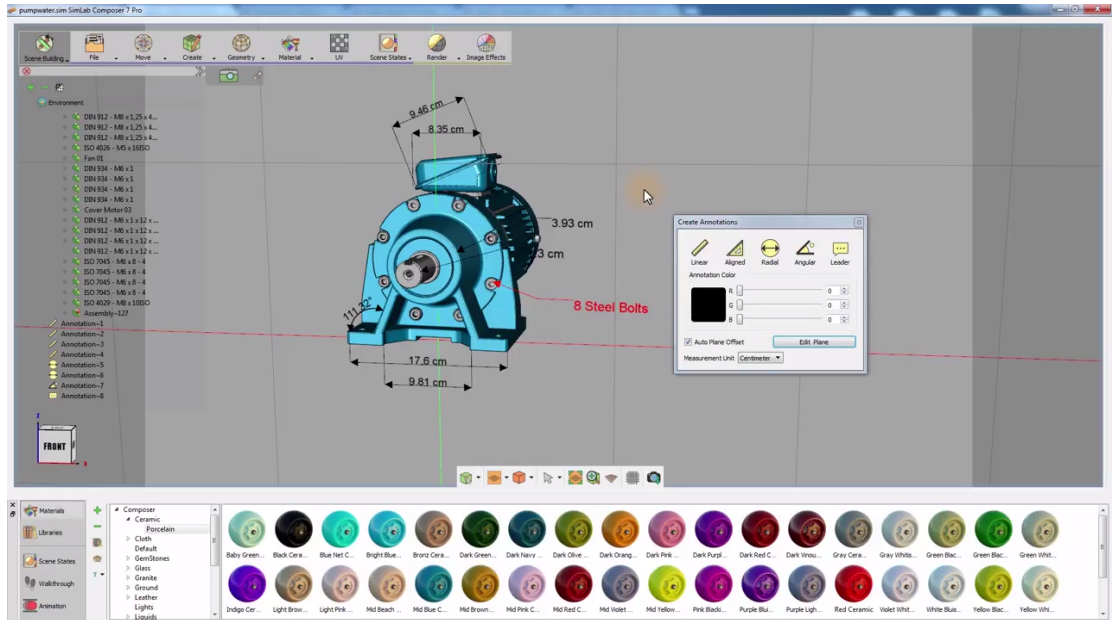 pumpwater.sim SimLab Composer 7 Pro
Scene Building File Move Create Geometry Material UV Scene States Render Image Effects
Environment
DIN 912 - M8 x 1,25 x 4...
DIN 912 - M8 x 1,25 x 4...
DIN 912 - M8 x 1,25 x 4...
ISO 4026 - M5 x 16ISO
Fan 01
DIN 934 - M6 x 1
DIN 934 - M6 x 1
DIN 934 - M6 x 1
DIN 934 - M6 x 1
Cover Motor 03
DIN 912 - M6 x 1 x 12 x ...
DIN 912 - M6 x 1 x 12 x ...
DIN 912 - M6 x 1 x 12 x ...
DIN 912 - M6 x 1 x 12 x ...
ISO 7045 - M6 x 8 - 4
ISO 7045 - M6 x 8 - 4
ISO 7045 - M6 x 8 - 4
ISO 7045 - M6 x 8 - 4
ISO 4029 - M8 x 10ISO
Assembly~127
Annotation~1
Annotation~2
Annotation~3
Annotation~4
Annotation~5
Annotation~6
Annotation~7
Annotation~8
9.46 cm
8.35 cm
3.93 cm
3 cm
8 Steel Bolts
111.32°
17.6 cm
9.81 cm
FRONT
Create Annotations
Linear Aligned Radial Angular Leader
Annotation Color
R 0
G 0
B 0
Auto Plane Offset Edit Plane
Measurement Unit Centimeter
Materials
Libraries
Scene States
Walkthrough
Animation
Composer
Ceramic
Porcelain
Cloth
Default
GemStones
Glass
Granite
Ground
Leather
Lights
Liquids
Baby Green... Black Cera... Blue Net C... Bright Blue... Bronz Cera... Dark Green... Dark Navy ... Dark Olive ... Dark Orang... Dark Pink ... Dark Purpl... Dark Red C... Dark Vinou... Gray Cera... Gray Whitis... Green Blac... Green Blac... Green Whit...
Indigo Cer... Light Brow... Light Pink ... Mid Beach ... Mid Blue C... Mid Brown... Mid Pink C... Mid Red C... Mid Violet ... Mid Yellow... Pink Blacki... Purple Blui... Purple Ligh... Red Ceramic Violet Whit... White Bluis... Yellow Blac... Yellow Whi...